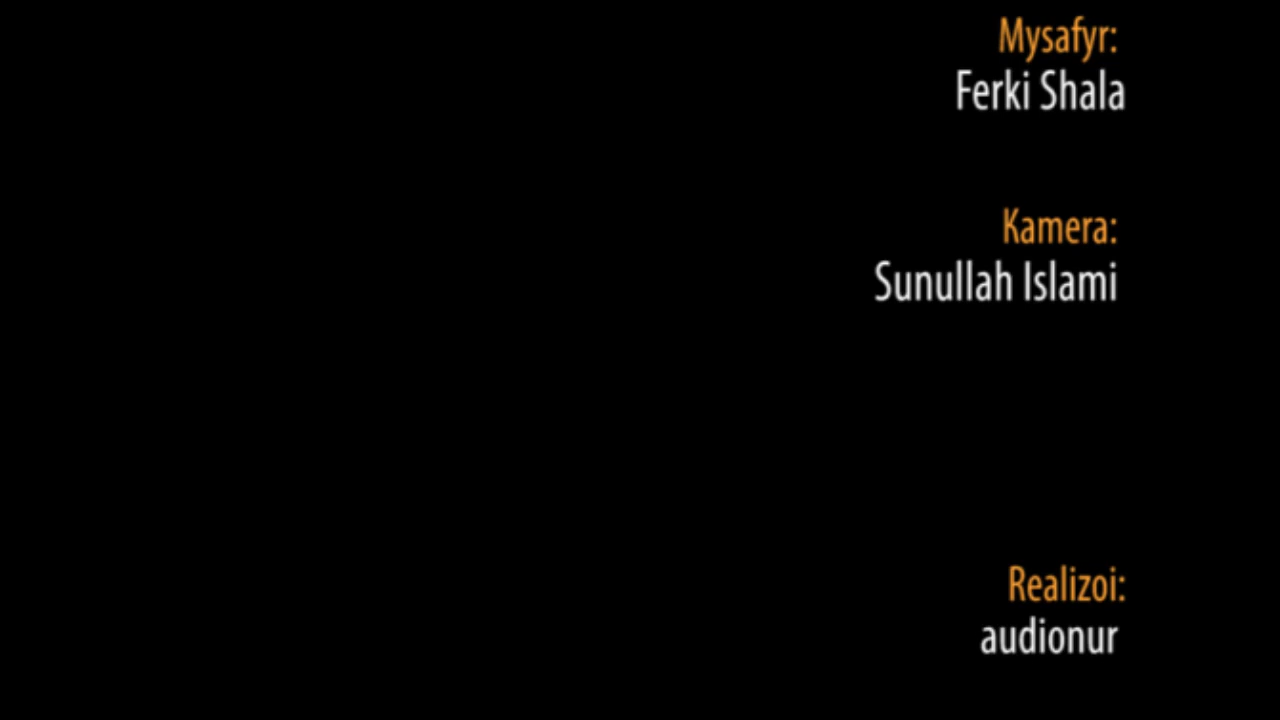 Mysafyr:
Ferki Shala
Kamera:
Sunullah Islami
Realizoi:
audionur